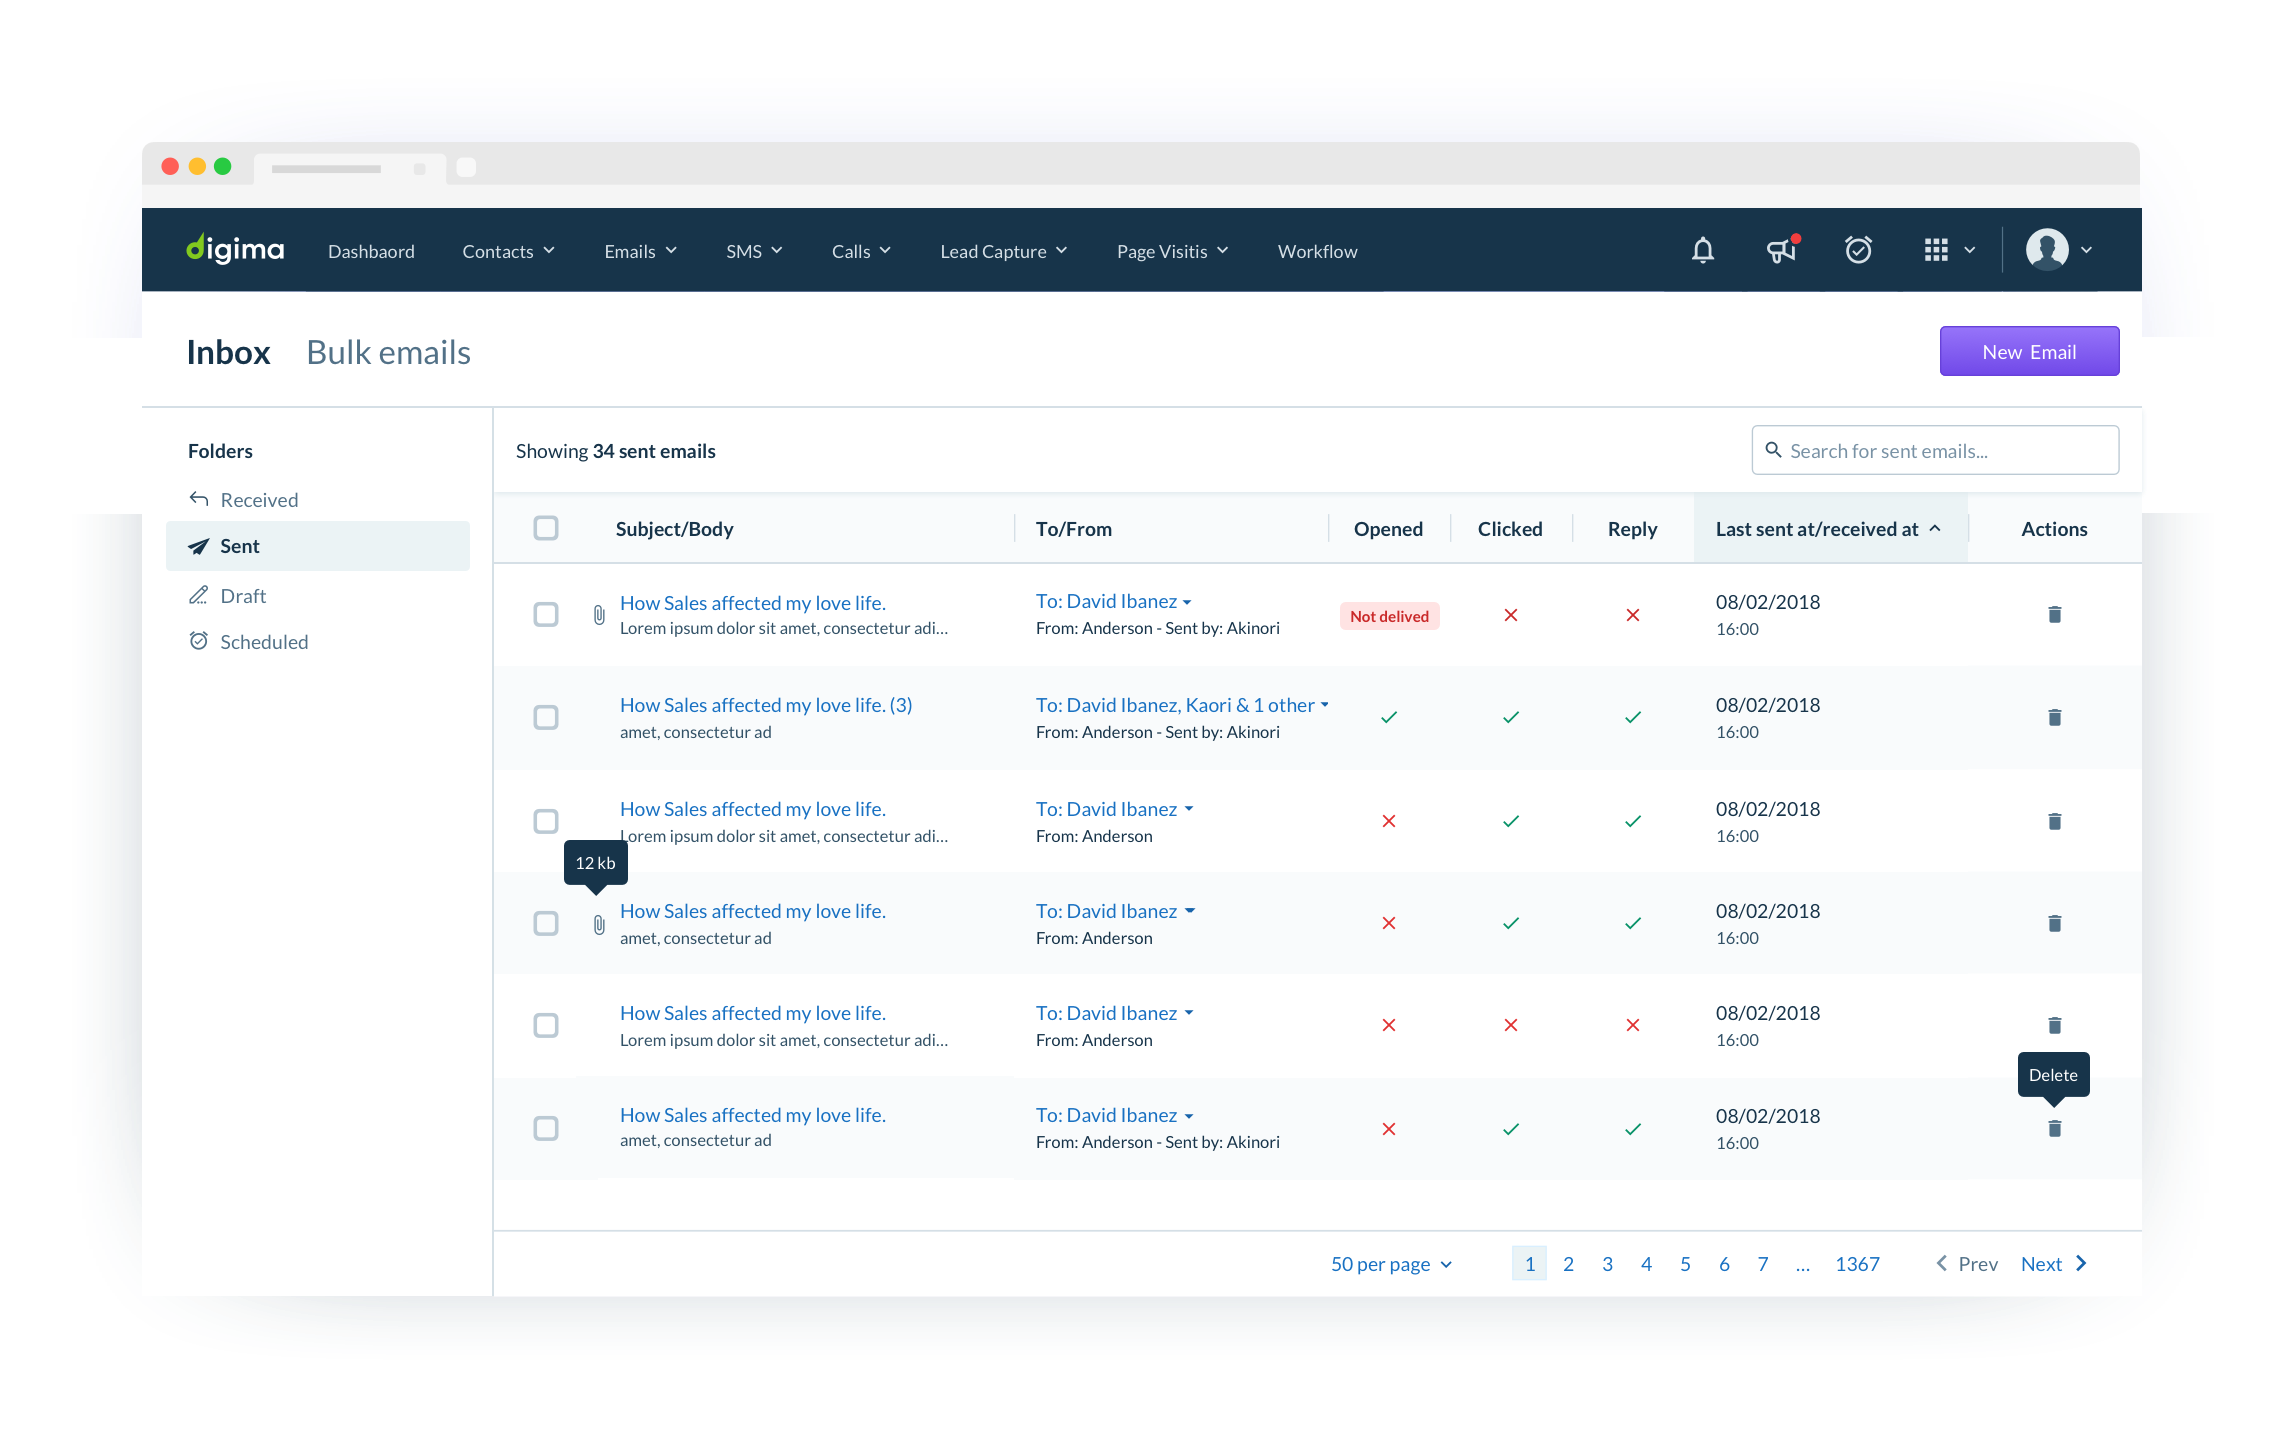 digima Dashbaord Contacts Emails SMS Calls Lead Capture Page Visitis Workflow
Inbox Bulk emails New Email
Folders
Received
Sent
Draft
Scheduled
Showing 34 sent emails Search for sent emails...
Subject/Body To/From Opened Clicked Reply Last sent at/received at Actions
How Sales affected my love life. To: David Ibanez Not delived 08/02/2018
Lorem ipsum dolor sit amet, consectetur adi... From: Anderson - Sent by: Akinori 16:00
How Sales affected my love life. (3) To: David Ibanez, Kaori & 1 other 08/02/2018
amet, consectetur ad From: Anderson - Sent by: Akinori 16:00
How Sales affected my love life. To: David Ibanez 08/02/2018
Lorem ipsum dolor sit amet, consectetur adi... From: Anderson 16:00
12 kb
How Sales affected my love life. To: David Ibanez 08/02/2018
amet, consectetur ad From: Anderson 16:00
How Sales affected my love life. To: David Ibanez 08/02/2018
Lorem ipsum dolor sit amet, consectetur adi... From: Anderson 16:00
Delete
How Sales affected my love life. To: David Ibanez 08/02/2018
amet, consectetur ad From: Anderson - Sent by: Akinori 16:00
50 per page 1 2 3 4 5 6 7 ... 1367 Prev Next